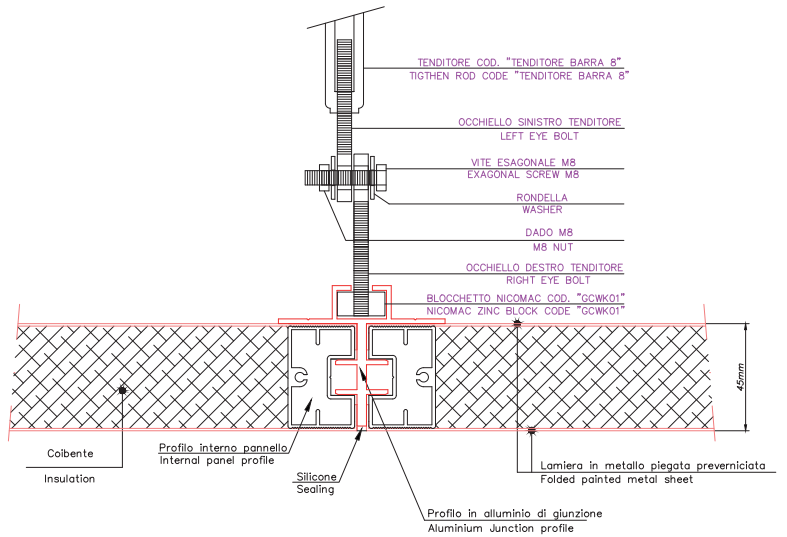 TENDITORE COD. "TENDITORE BARRA 8"
TIGTHEN ROD CODE "TENDITORE BARRA 8"
OCCHIELLO SINISTRO TENDITORE
LEFT EYE BOLT
VITE ESAGONALE M8
EXAGONAL SCREW M8
RONDELLA
WASHER
DADO M8
M8 NUT
OCCHIELLO DESTRO TENDITORE
RIGHT EYE BOLT
BLOCCHETTO NICOMAC COD. "GCWK01"
NICOMAC ZINC BLOCK CODE "GCWK01"
45mm
Coibente
Insulation
Profilo interno pannello
Internal panel profile
Silicone
Sealing
Lamiera in metallo piegata preverniciata
Folded painted metal sheet
Profilo in alluminio di giunzione
Aluminium Junction profile